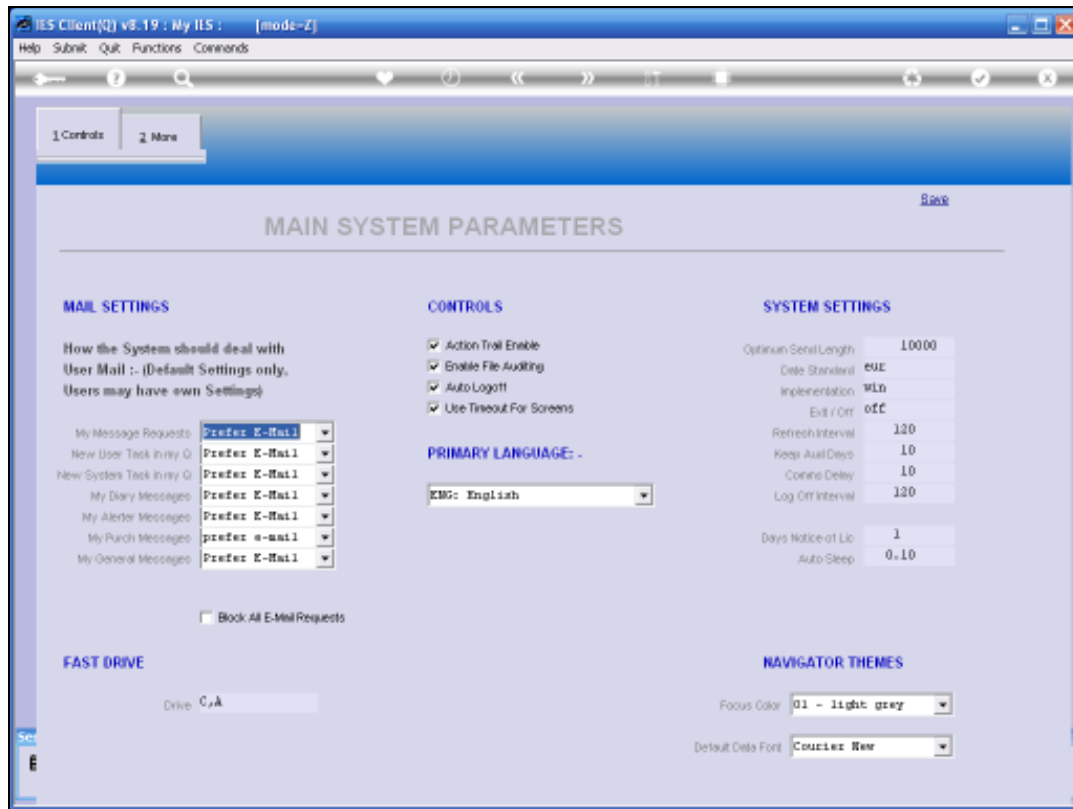 IES Client(Q) v8.19 : My IES : [mode=Z]
Help Submit Quit Functions Commands
1 Controls
2 More
Save
MAIN SYSTEM PARAMETERS
MAIL SETTINGS
How the System should deal with
User Mail :- (Default Settings only,
Users may have own Settings)
My Message Requests Prefer E-Mail
New User Task in my Q Prefer E-Mail
New System Task in my Q Prefer E-Mail
My Diary Messages Prefer E-Mail
My Alerter Messages Prefer E-Mail
My Purch Messages prefer e-mail
My General Messages Prefer E-Mail
Block All E-Mail Requests
FAST DRIVE
Drive C,A
CONTROLS
Action Trail Enable
Enable File Auditing
Auto Logoff
Use Timeout For Screens
PRIMARY LANGUAGE: -
ENG: English
SYSTEM SETTINGS
Optimum Send Length 10000
Date Standard eur
Implementation win
Exit / Off off
Refresh Interval 120
Keep Aud Days 10
Comms Delay 10
Log Off Interval 120
Days Notice of Lic 1
Auto Sleep 0.10
NAVIGATOR THEMES
Focus Color 01 - light grey
Default Data Font Courier New